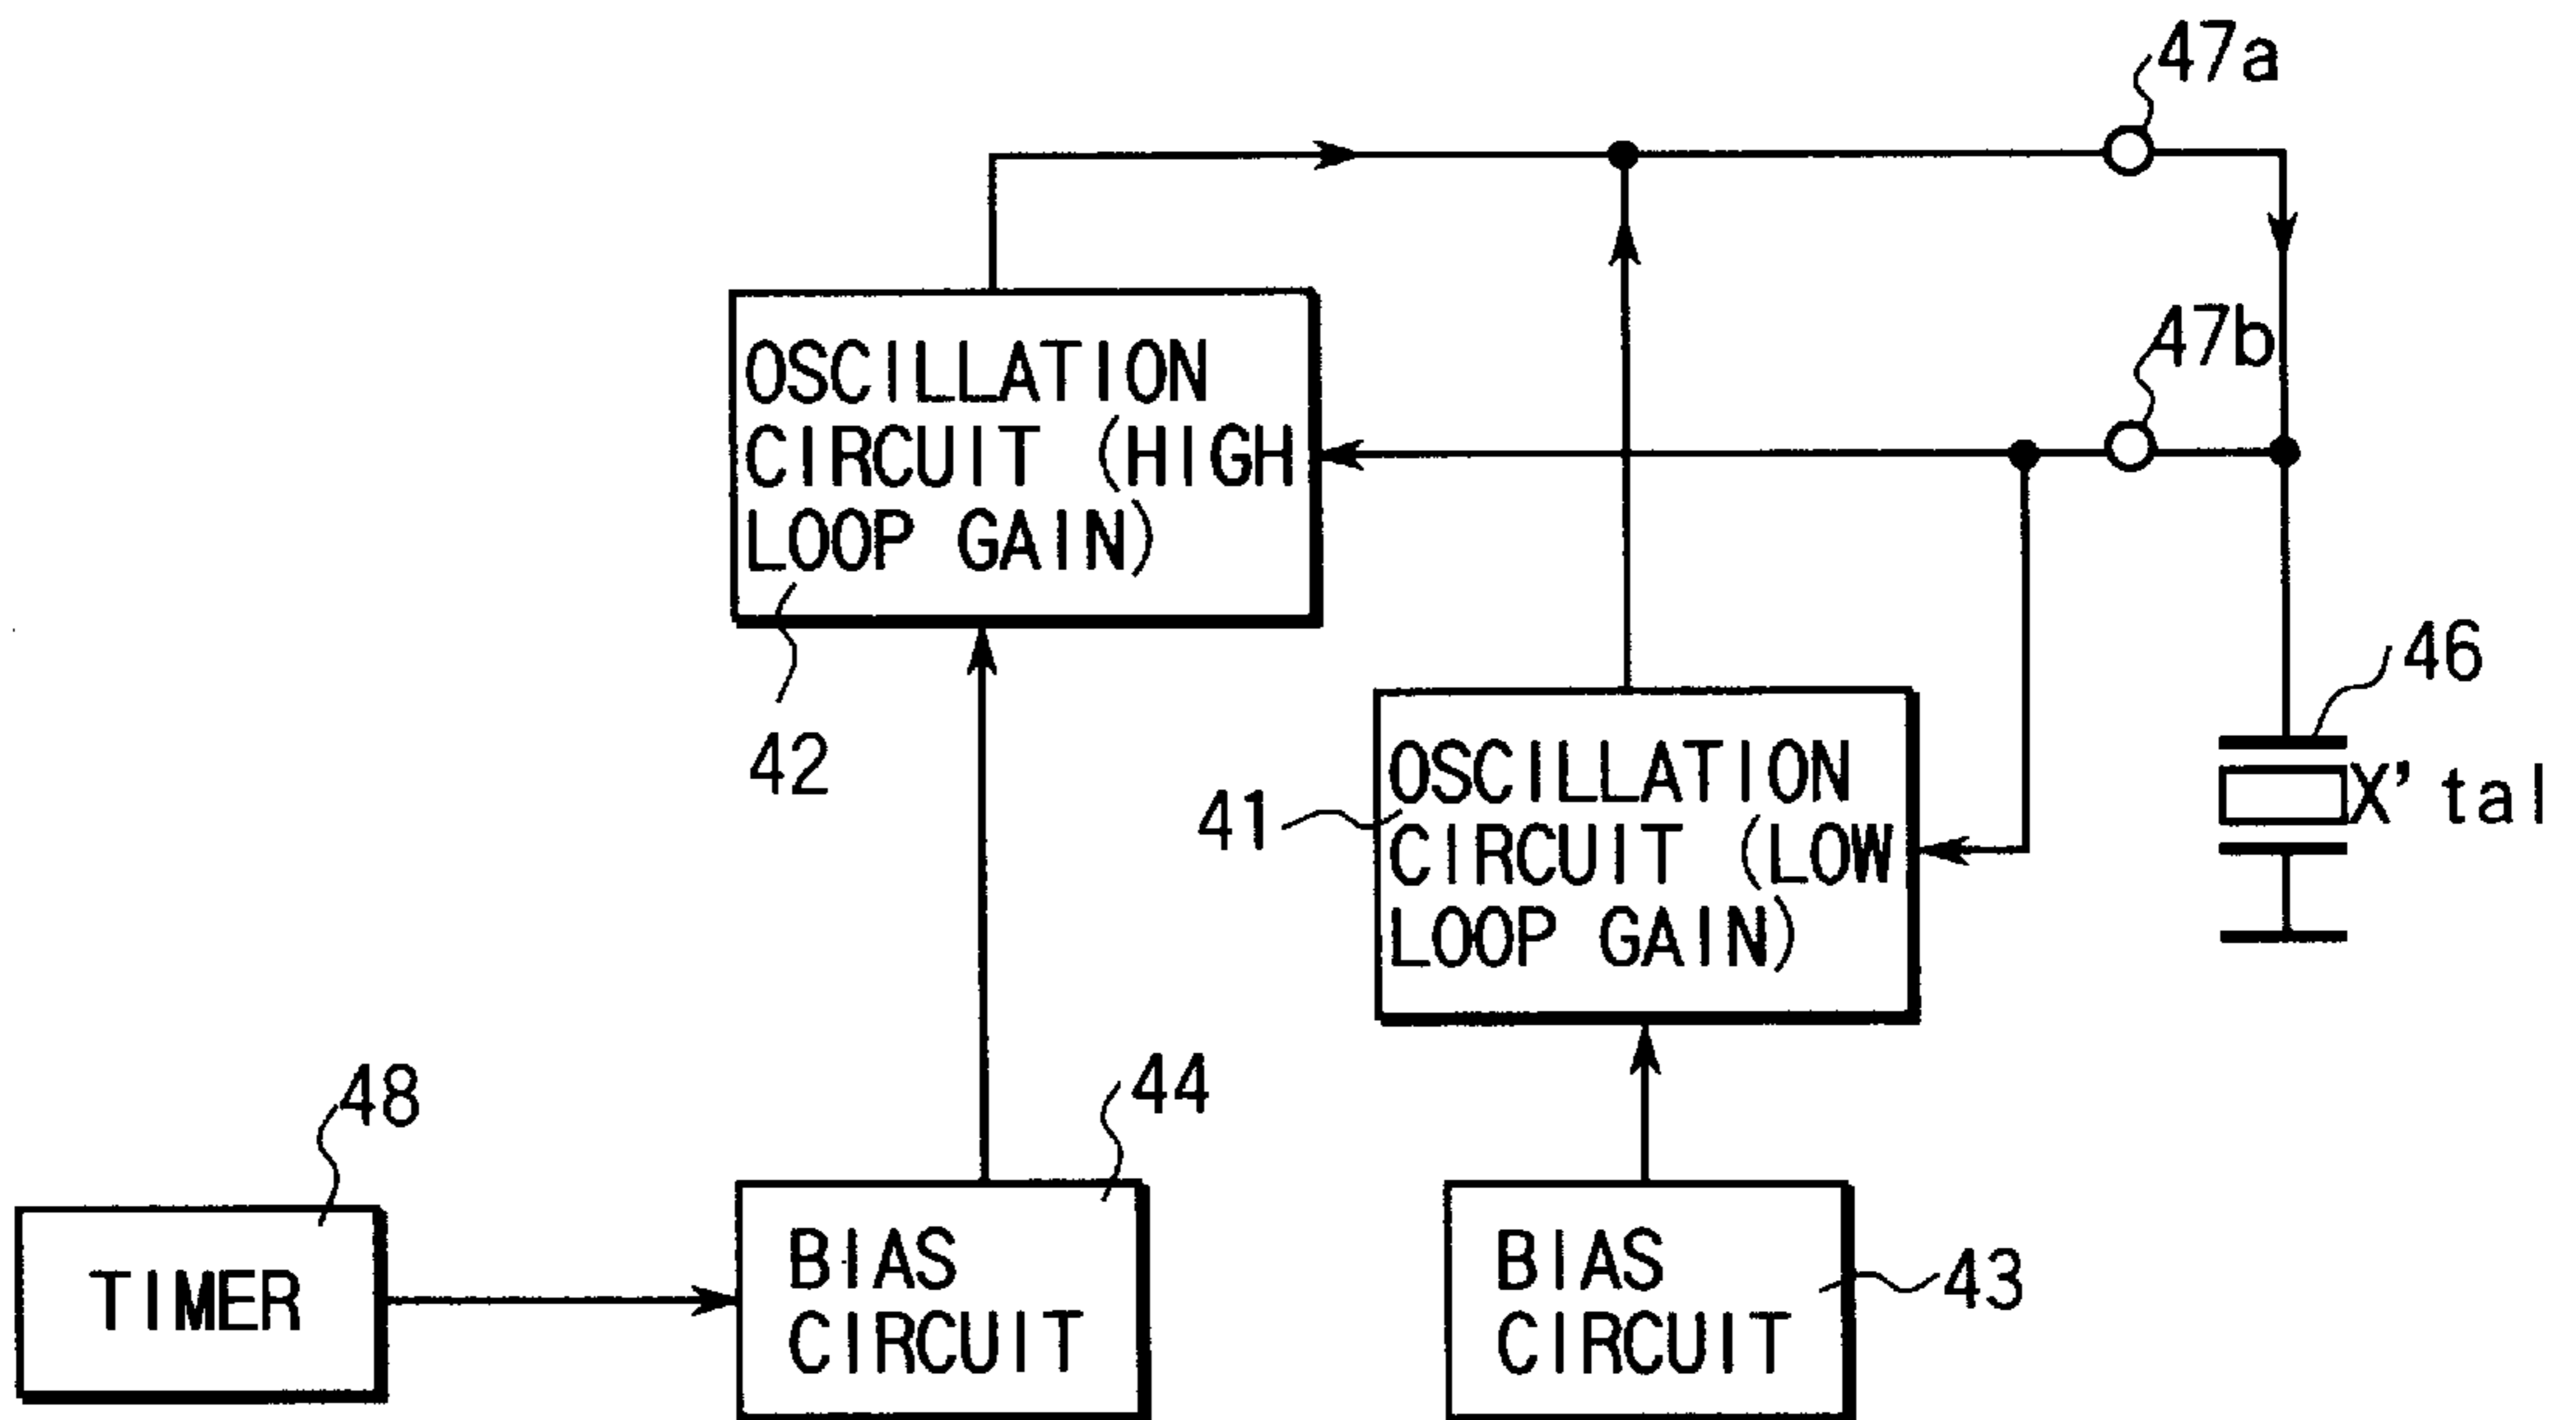 47a
OSCILLATION
CIRCUIT (HIGH
LOOP GAIN)
47b
42
46
X'tal
OSCILLATION
CIRCUIT (LOW
LOOP GAIN)
41
48
TIMER
44
BIAS
CIRCUIT
BIAS
CIRCUIT
43